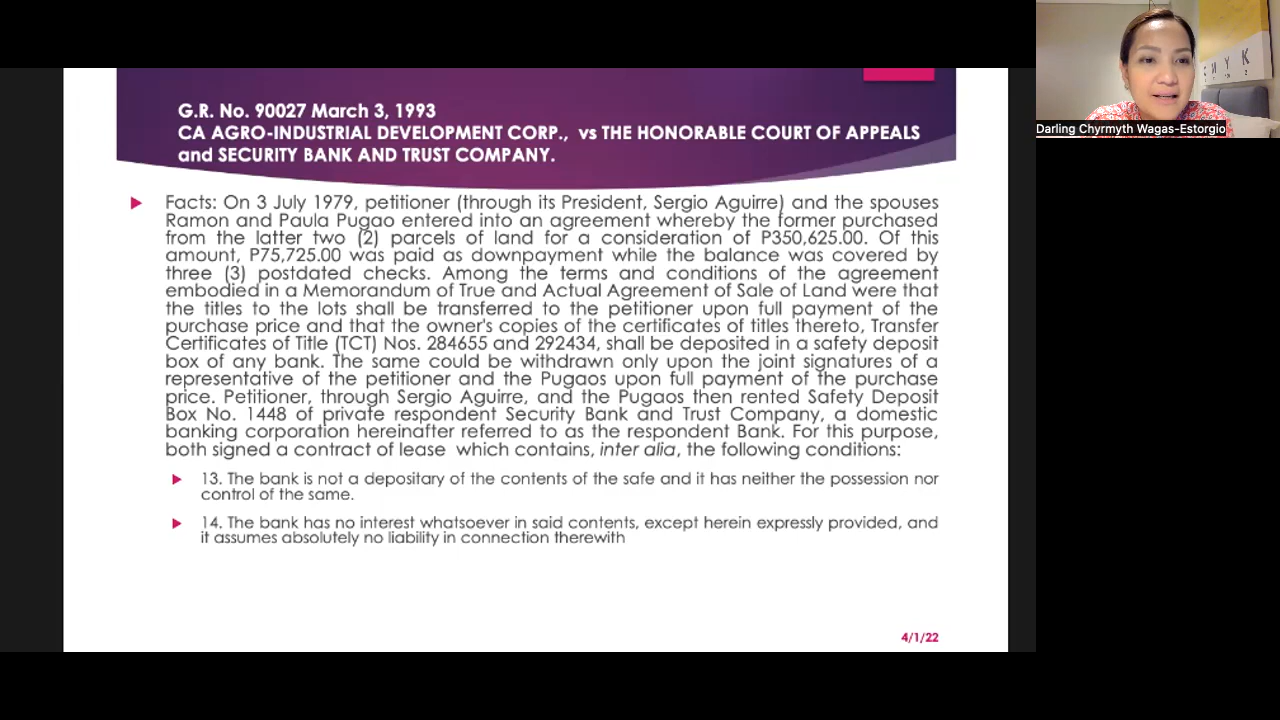 G.R. No. 90027 March 3, 1993
CA AGRO-INDUSTRIAL DEVELOPMENT CORP., vs THE HONORABLE COURT OF APPEALS
and SECURITY BANK AND TRUST COMPANY.
Facts: On 3 July 1979, petitioner (through its President, Sergio Aguirre) and the spouses
Ramon and Paula Pugao entered into an agreement whereby the former purchased
from the latter two (2) parcels of land for a consideration of P350,625.00. Of this
amount, P75,725.00 was paid as downpayment while the balance was covered by
three (3) postdated checks. Among the terms and conditions of the agreement
embodied in a Memorandum of True and Actual Agreement of Sale of Land were that
the titles to the lots shall be transferred to the petitioner upon full payment of the
purchase price and that the owner's copies of the certificates of titles thereto, Transfer
Certificates of Title (TCT) Nos. 284655 and 292434, shall be deposited in a safety deposit
box of any bank. The same could be withdrawn only upon the joint signatures of a
representative of the petitioner and the Pugaos upon full payment of the purchase
price. Petitioner, through Sergio Aguirre, and the Pugaos then rented Safety Deposit
Box No. 1448 of private respondent Security Bank and Trust Company, a domestic
banking corporation hereinafter referred to as the respondent Bank. For this purpose,
both signed a contract of lease which contains, inter alia, the following conditions:
13. The bank is not a depositary of the contents of the safe and it has neither the possession nor
control of the same.
14. The bank has no interest whatsoever in said contents, except herein expressly provided, and
it assumes absolutely no liability in connection therewith
4/1/22
Darling Chyrmyth Wagas-Estorgio